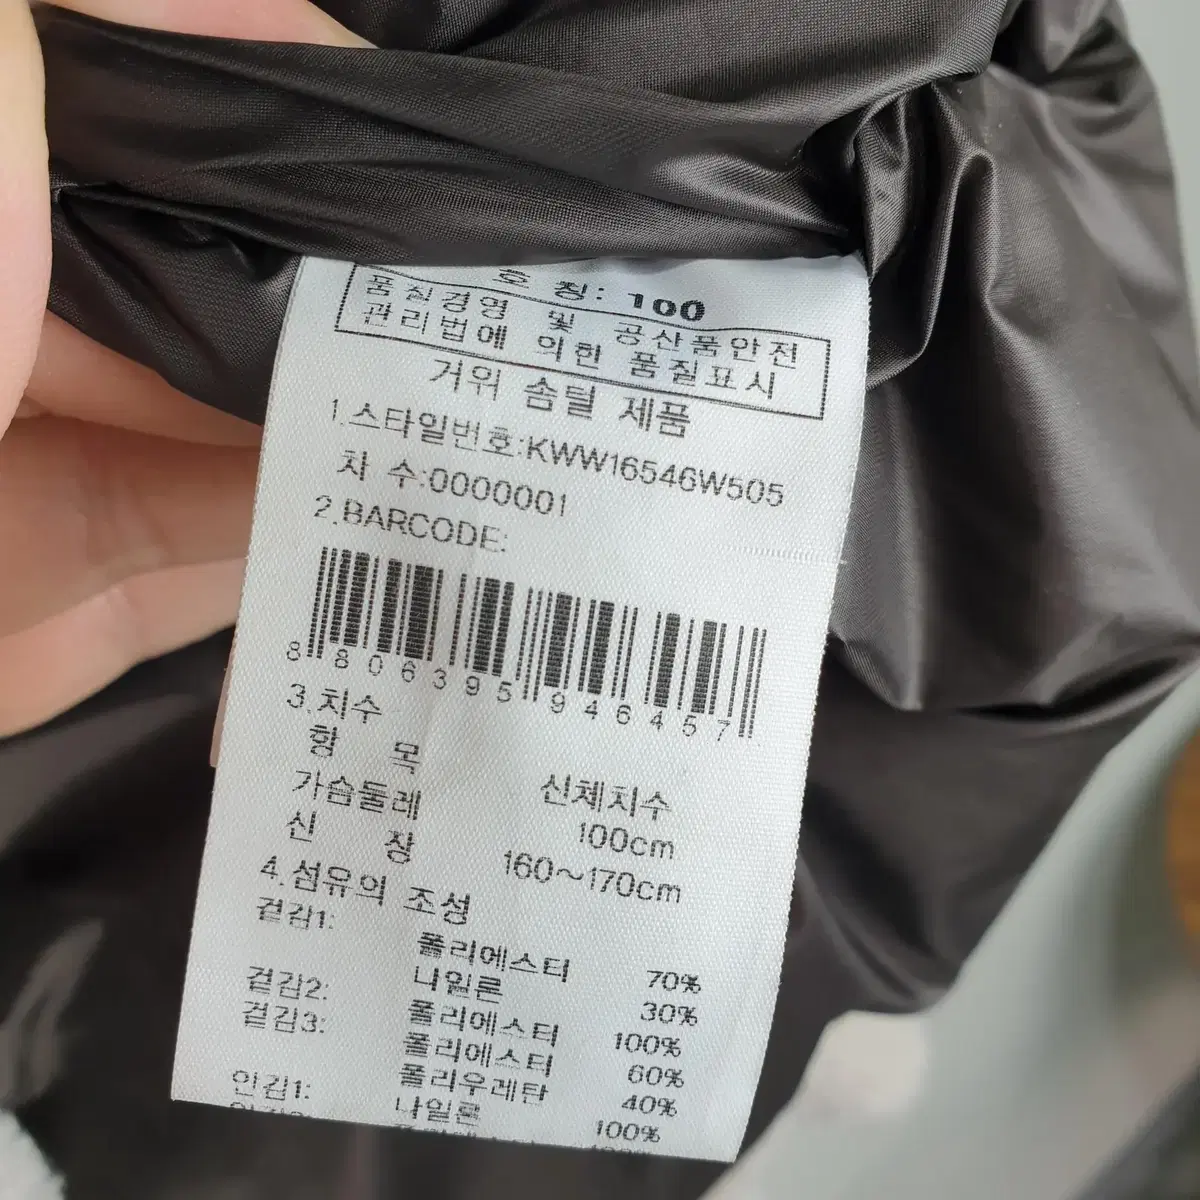 호 칭: 100
품질경영 및 공산품안전
관리법에 의한 품질표시
거위 솜털 제품
1.스타일번호:KWW16546W505
차 수:0000001
2.BARCODE:
8806395946457
3.치수
항 목 신체치수
가슴둘레 100cm
신 장 160~170cm
4.섬유의 조성
겉감1: 폴리에스터 70%
나일론 30%
겉감2: 폴리에스터 100%
겉감3: 폴리에스터 60%
폴리우레탄 40%
안감1: 나일론 100%